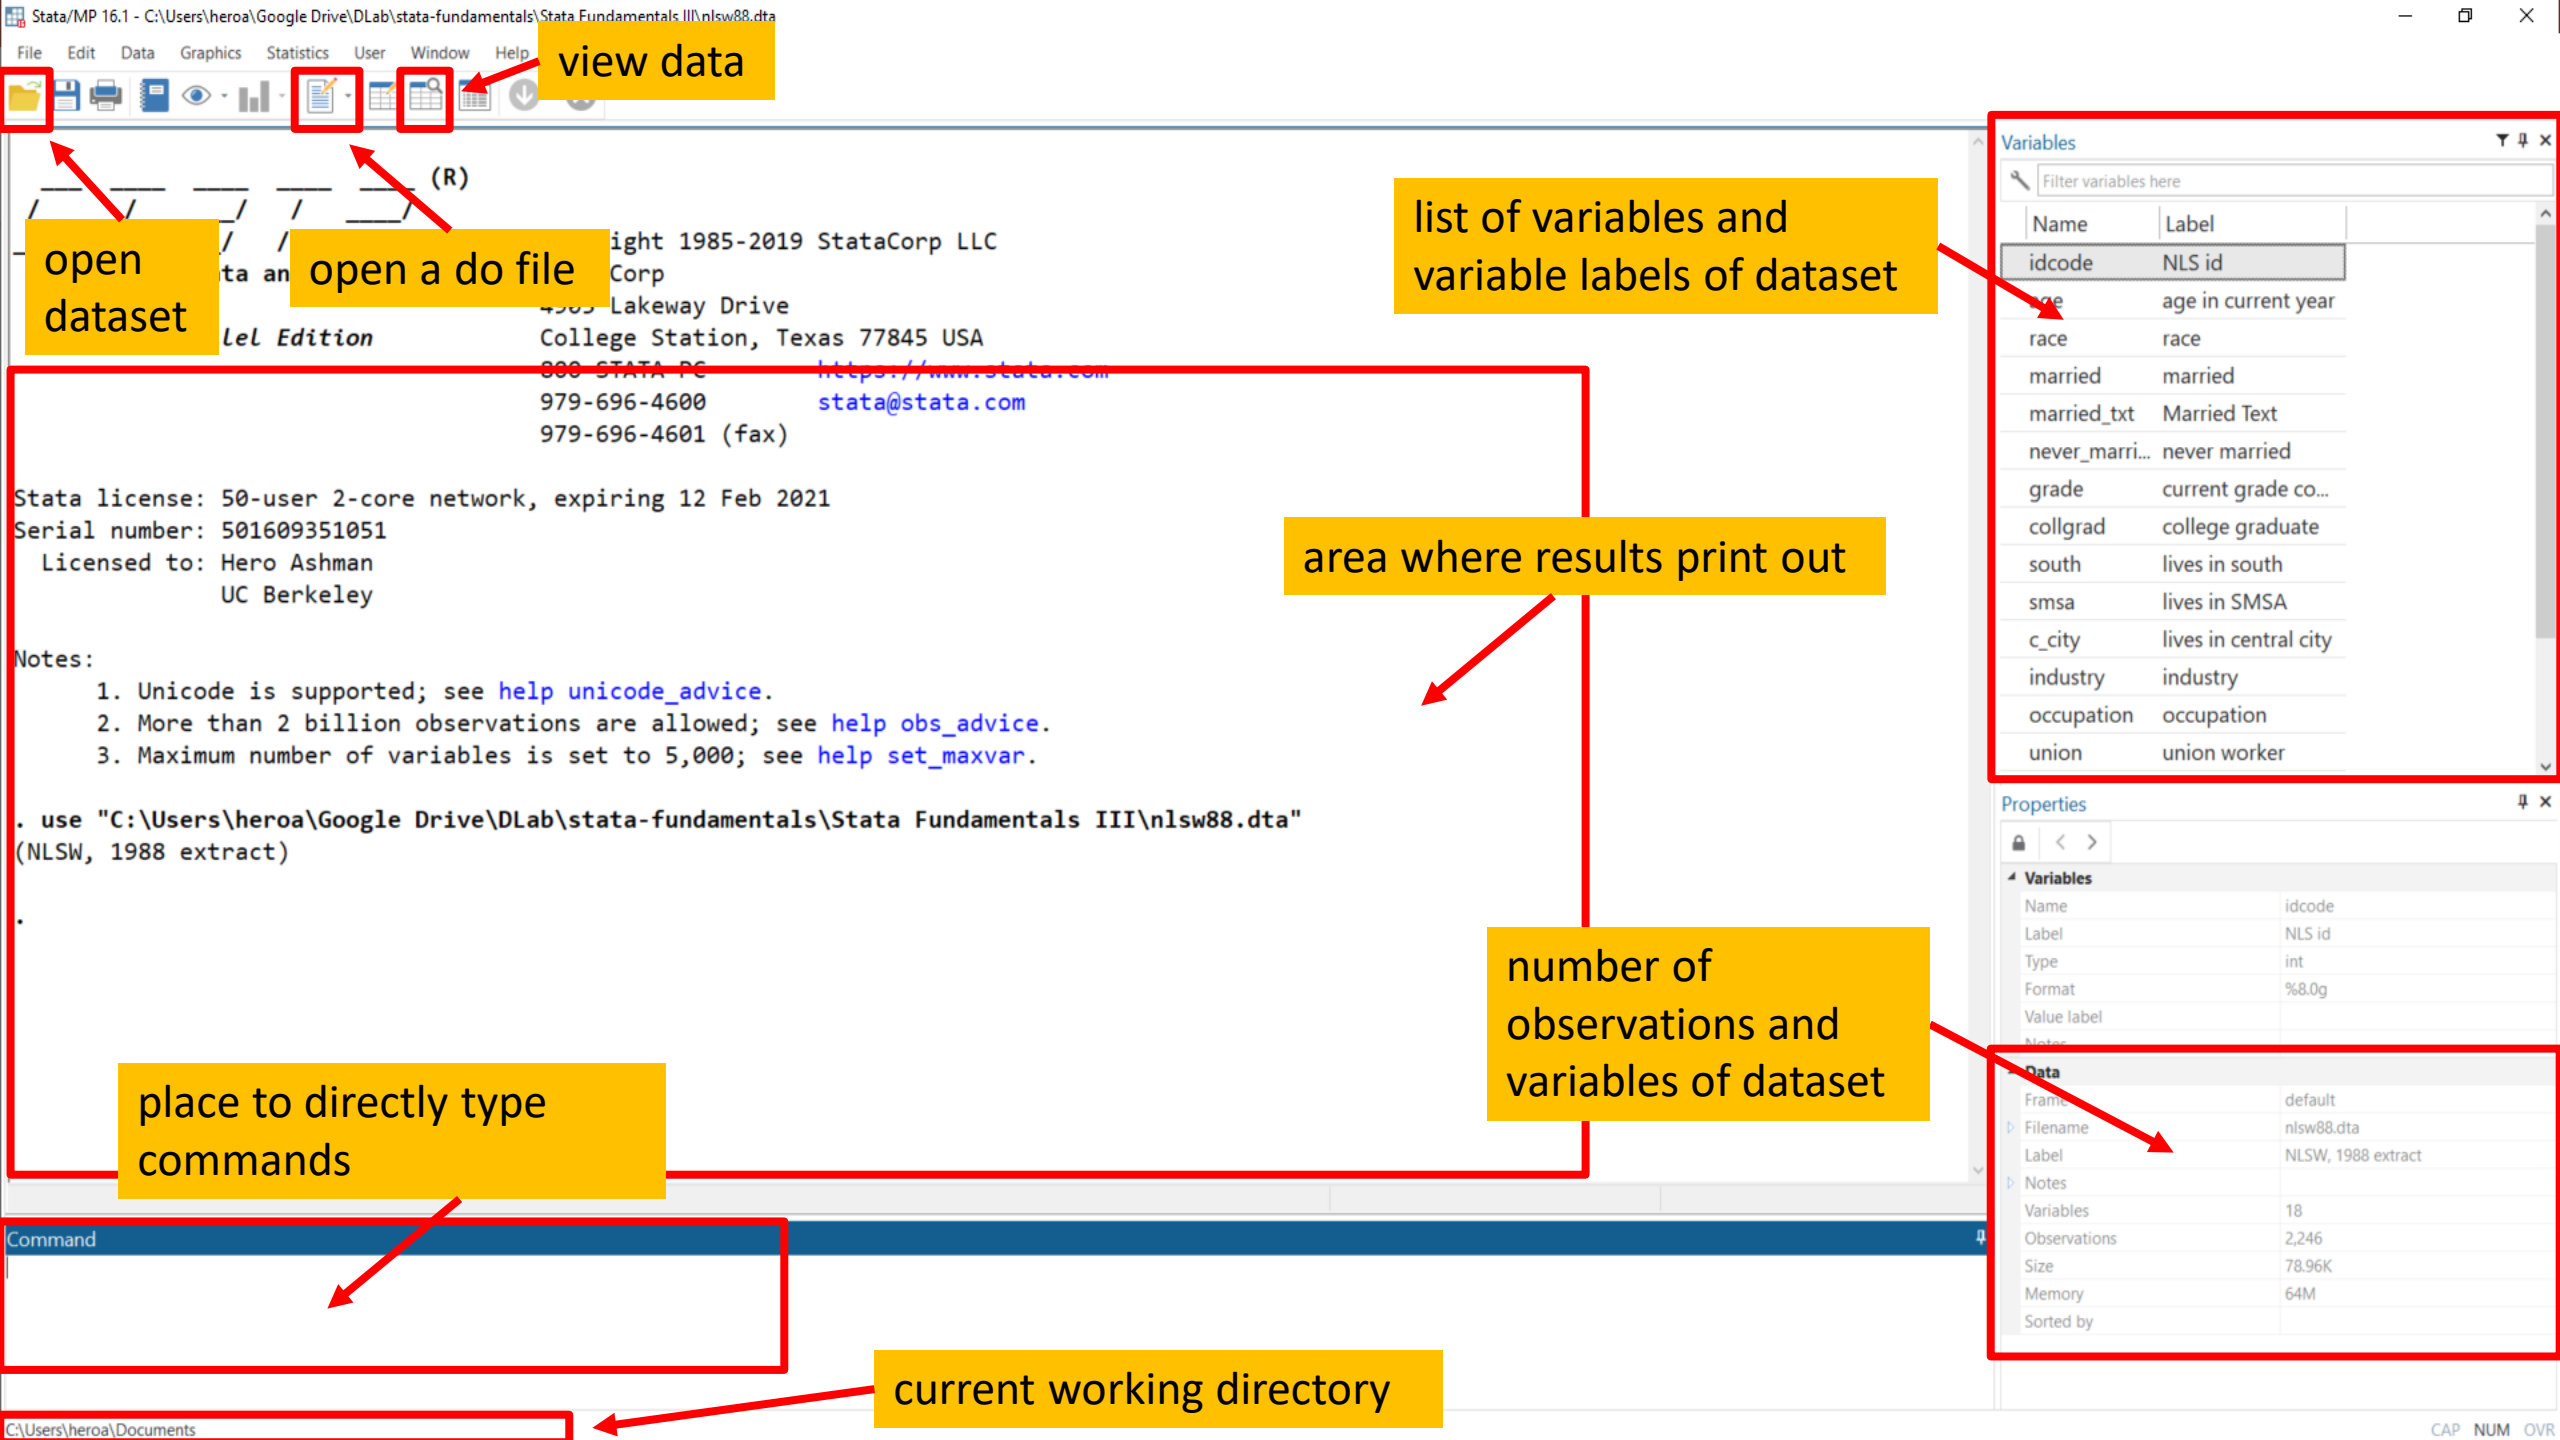 Stata/MP 16.1 - C:\Users\heroa\Google Drive\DLab\stata-fundamentals\Stata Fundamentals III\nlsw88.dta
File Edit Data Graphics Statistics User Window Help
view data
(R)
open
dataset
open a do file
ight 1985-2019 StataCorp LLC
ta an
Corp
Lakeway Drive
lel Edition College Station, Texas 77845 USA
800-STATA-PC https://www.stata.com
979-696-4600 stata@stata.com
979-696-4601 (fax)
Stata license: 50-user 2-core network, expiring 12 Feb 2021
Serial number: 501609351051
Licensed to: Hero Ashman
UC Berkeley
Notes:
1. Unicode is supported; see help unicode_advice.
2. More than 2 billion observations are allowed; see help obs_advice.
3. Maximum number of variables is set to 5,000; see help set_maxvar.
. use "C:\Users\heroa\Google Drive\DLab\stata-fundamentals\Stata Fundamentals III\nlsw88.dta"
(NLSW, 1988 extract)
.
list of variables and
variable labels of dataset
area where results print out
number of
observations and
variables of dataset
place to directly type
commands
Command
current working directory
C:\Users\heroa\Documents
Variables
Filter variables here
Name Label
idcode NLS id
age age in current year
race race
married married
married_txt Married Text
never_marri... never married
grade current grade co...
collgrad college graduate
south lives in south
smsa lives in SMSA
c_city lives in central city
industry industry
occupation occupation
union union worker
Properties
Variables
Name idcode
Label NLS id
Type int
Format %8.0g
Value label
Notes
Data
Frame default
Filename nlsw88.dta
Label NLSW, 1988 extract
Notes
Variables 18
Observations 2,246
Size 78.96K
Memory 64M
Sorted by
CAP NUM OVR